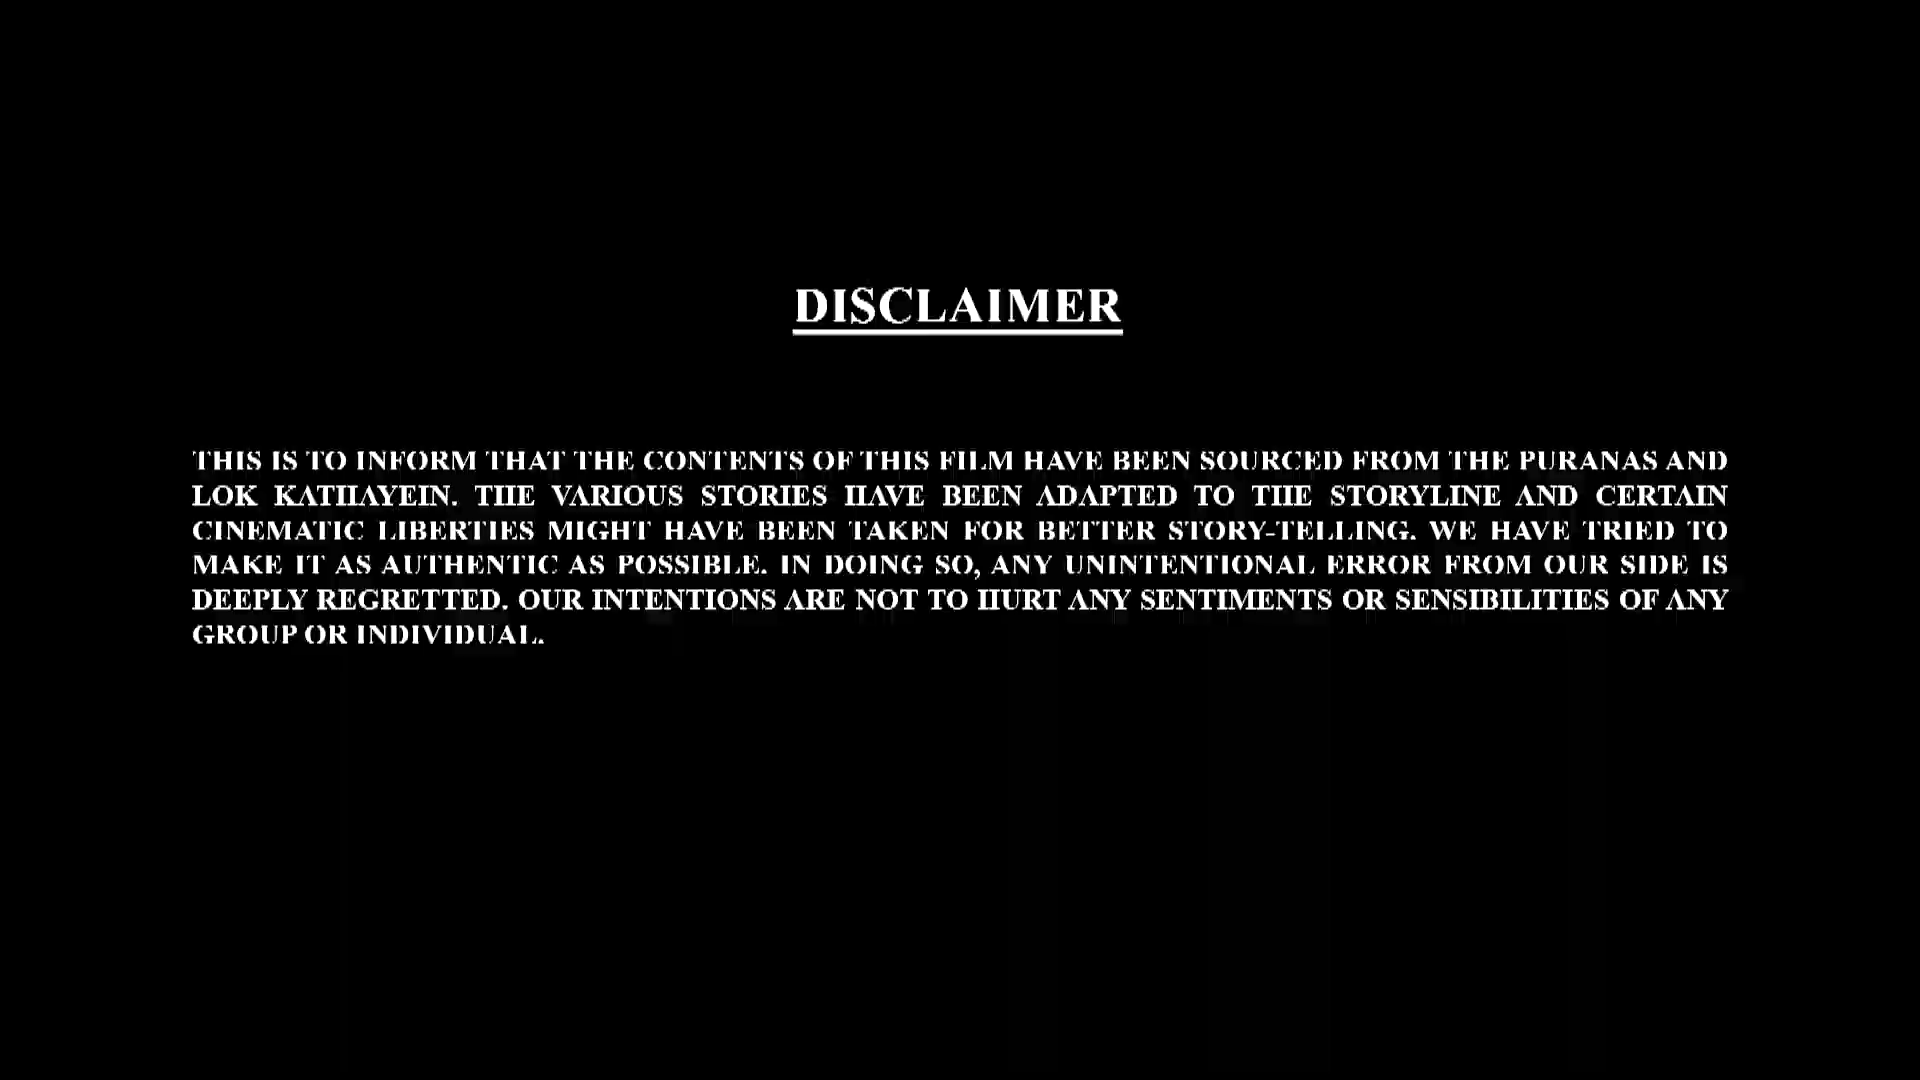 DISCLAIMER
THIS IS TO INFORM THAT THE CONTENTS OF THIS FILM HAVE BEEN SOURCED FROM THE PURANAS AND
LOK KATHAYEIN. THE VARIOUS STORIES HAVE BEEN ADAPTED TO THE STORYLINE AND CERTAIN
CINEMATIC LIBERTIES MIGHT HAVE BEEN TAKEN FOR BETTER STORY-TELLING. WE HAVE TRIED TO
MAKE IT AS AUTHENTIC AS POSSIBLE. IN DOING SO, ANY UNINTENTIONAL ERROR FROM OUR SIDE IS
DEEPLY REGRETTED. OUR INTENTIONS ARE NOT TO HURT ANY SENTIMENTS OR SENSIBILITIES OF ANY
GROUP OR INDIVIDUAL.